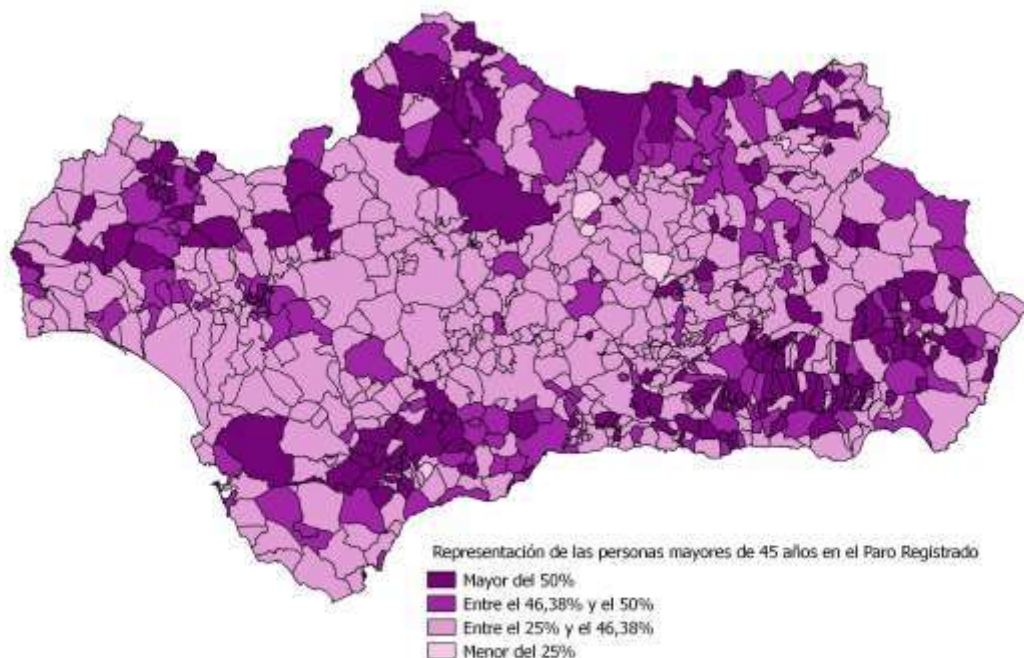 Representación de las personas mayores de 45 años en el Paro Registrado
Mayor del 50%
Entre el 46,38% y el 50%
Entre el 25% y el 46,38%
Menor del 25%